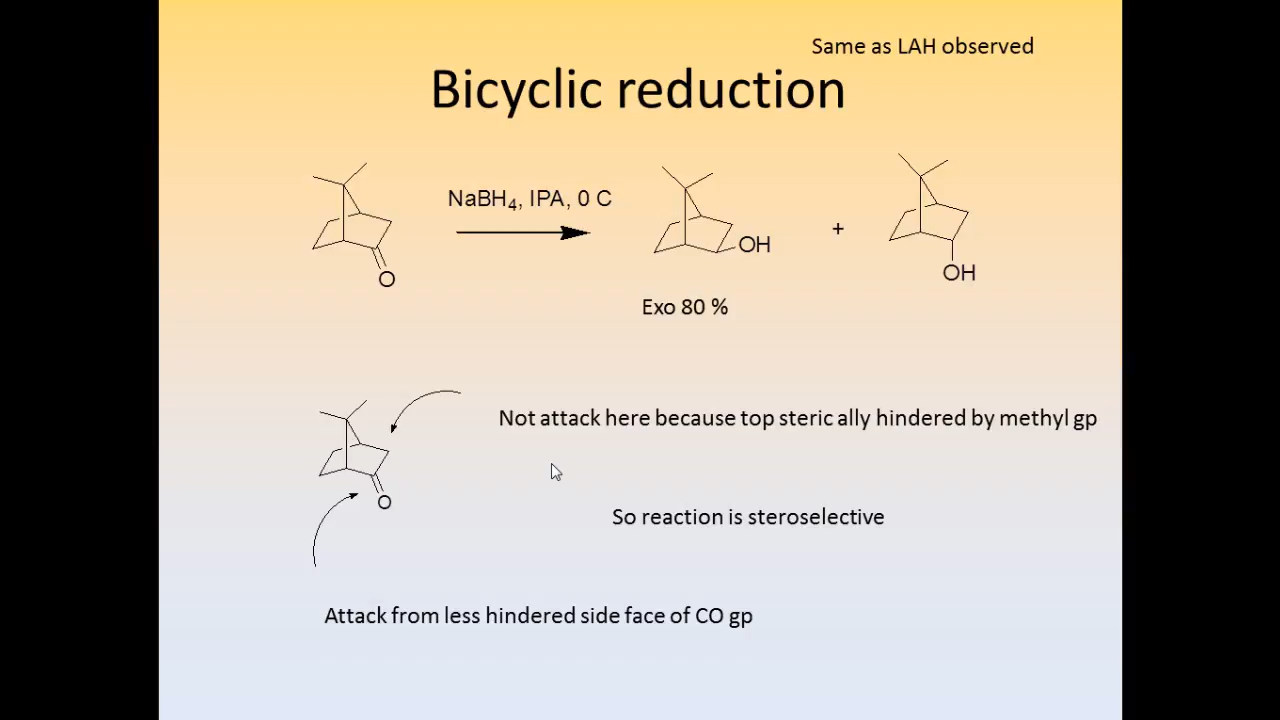 Same as LAH observed
Bicyclic reduction
NaBH4, IPA, 0 C
OH
+
OH
O
Exo 80 %
Not attack here because top steric ally hindered by methyl gp
O
So reaction is steroselective
Attack from less hindered side face of CO gp